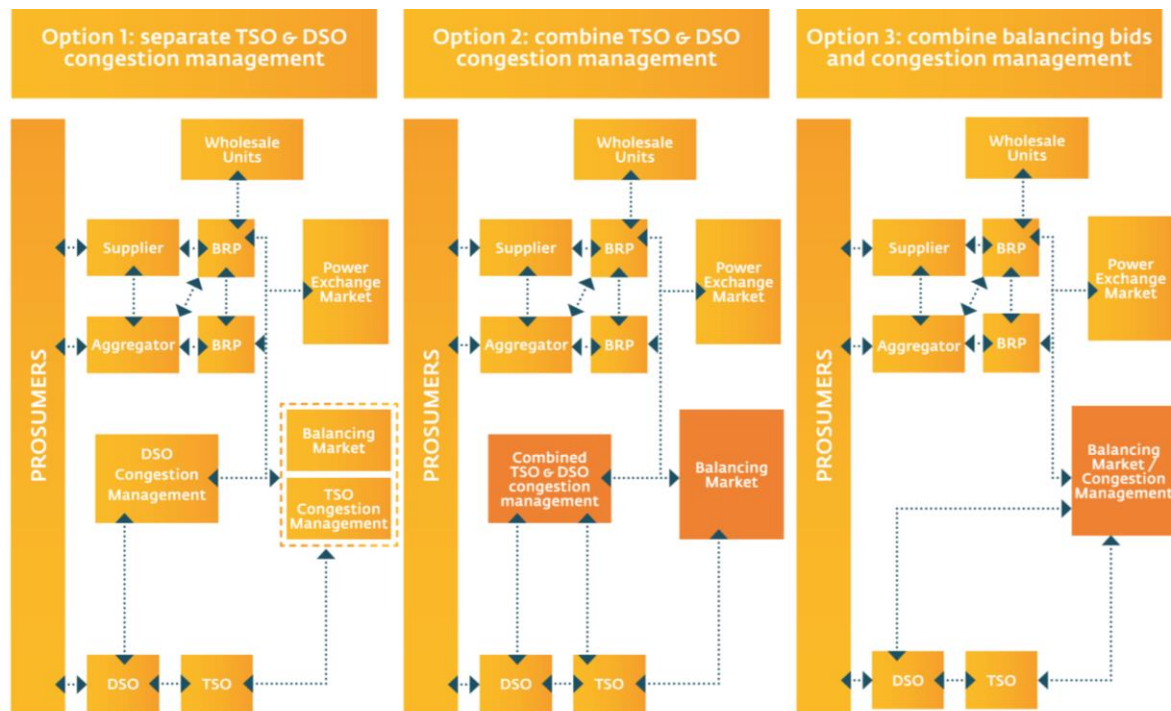 Option 1: separate TSO & DSO
congestion management
PROSUMERS
Wholesale
Units
Supplier
BRP
Power
Exchange
Market
Aggregator
BRP
DSO
Congestion
Management
Balancing
Market
TSO
Congestion
Management
DSO
TSO
Option 2: combine TSO & DSO
congestion management
PROSUMERS
Wholesale
Units
Supplier
BRP
Power
Exchange
Market
Aggregator
BRP
Combined
TSO & DSO
congestion
management
Balancing
Market
DSO
TSO
Option 3: combine balancing bids
and congestion management
PROSUMERS
Wholesale
Units
Supplier
BRP
Power
Exchange
Market
Aggregator
BRP
Balancing
Market /
Congestion
Management
DSO
TSO